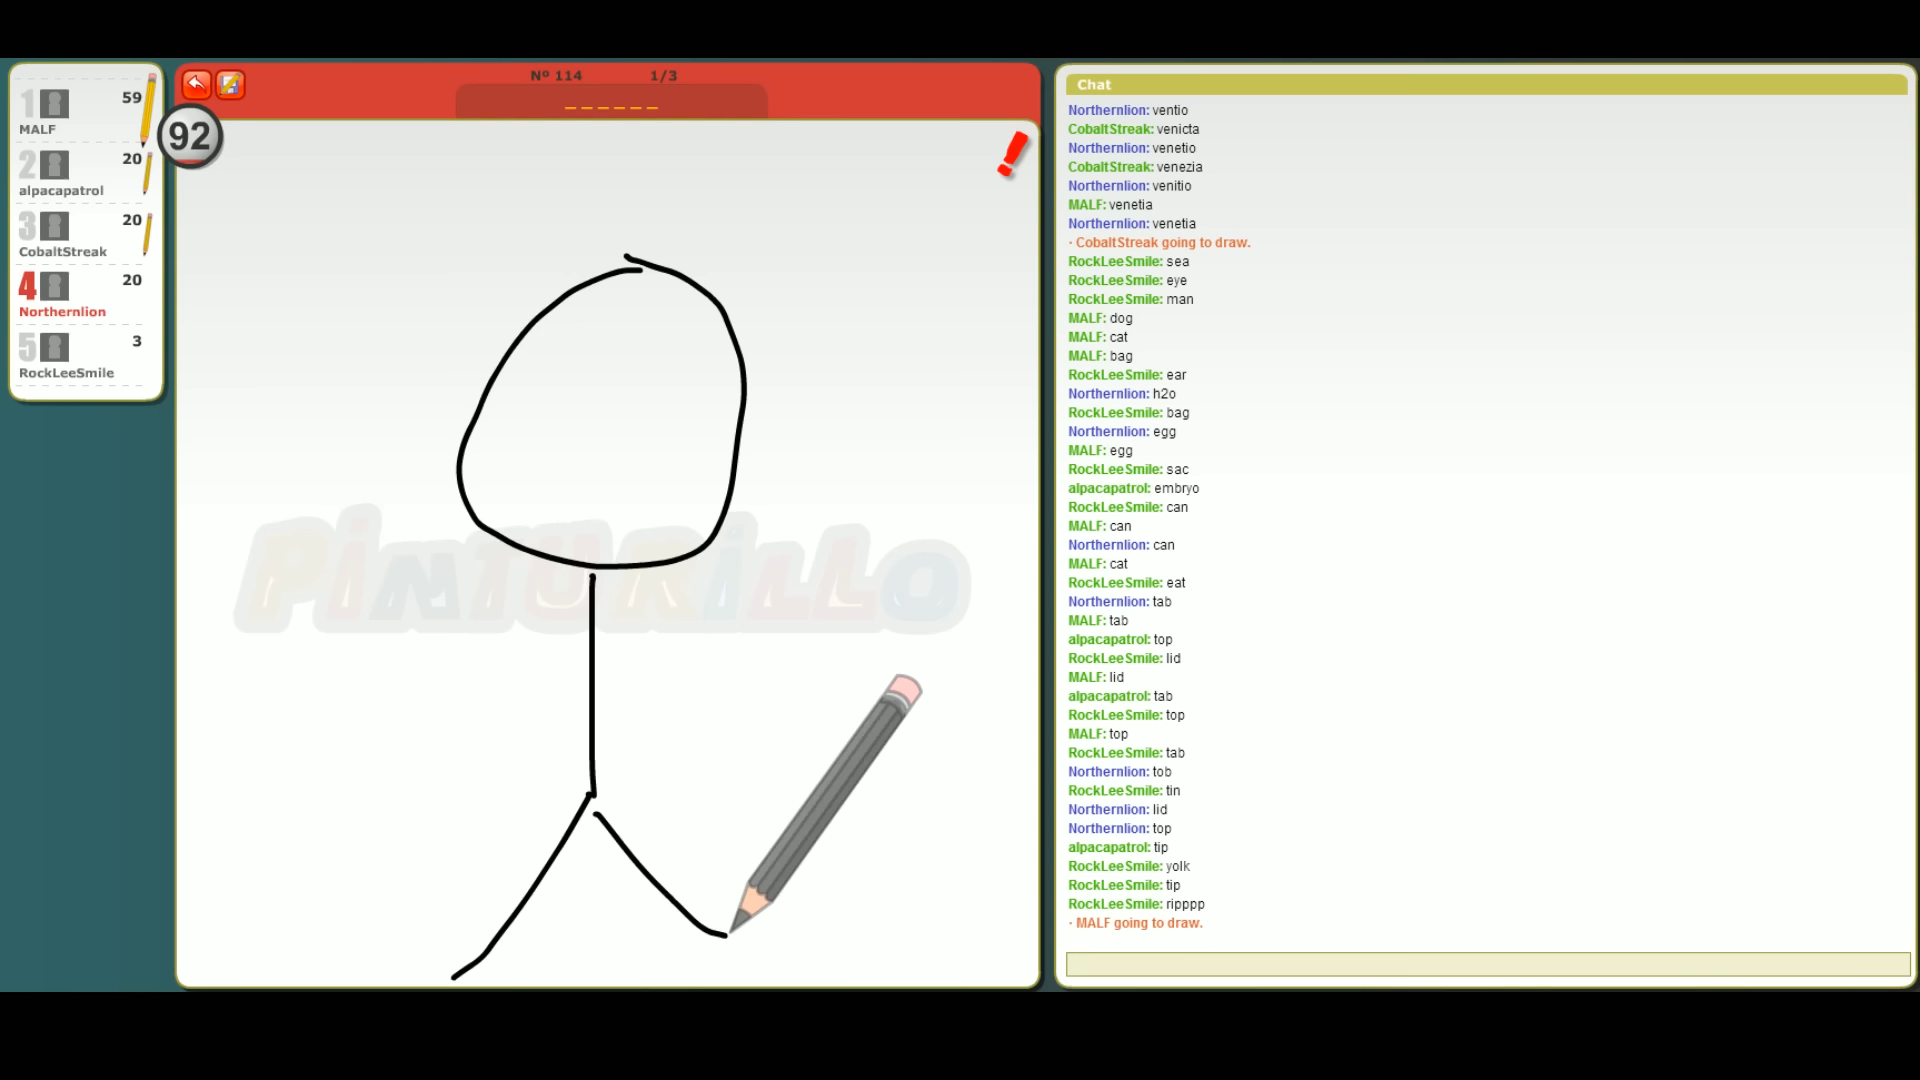 Nº 114 1/3
______
92
1
59
MALF
2
20
alpacapatrol
3
20
CobaltStreak
4
20
Northernlion
5
3
RockLeeSmile
PINTURILLO
Chat
Northernlion: ventio
CobaltStreak: venicta
Northernlion: venetio
CobaltStreak: venezia
Northernlion: venitio
MALF: venetia
Northernlion: venetia
· CobaltStreak going to draw.
RockLeeSmile: sea
RockLeeSmile: eye
RockLeeSmile: man
MALF: dog
MALF: cat
MALF: bag
RockLeeSmile: ear
Northernlion: h2o
RockLeeSmile: bag
Northernlion: egg
MALF: egg
RockLeeSmile: sac
alpacapatrol: embryo
RockLeeSmile: can
MALF: can
Northernlion: can
MALF: cat
RockLeeSmile: eat
Northernlion: tab
MALF: tab
alpacapatrol: top
RockLeeSmile: lid
MALF: lid
alpacapatrol: tab
RockLeeSmile: top
MALF: top
RockLeeSmile: tab
Northernlion: tob
RockLeeSmile: tin
Northernlion: lid
Northernlion: top
alpacapatrol: tip
RockLeeSmile: yolk
RockLeeSmile: tip
RockLeeSmile: ripppp
· MALF going to draw.